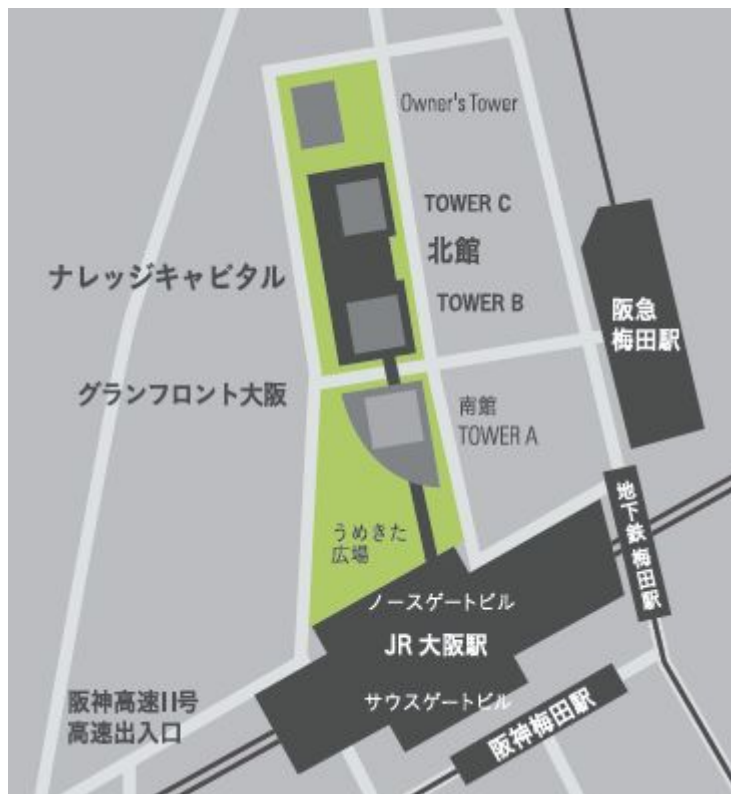 Owner's Tower
TOWER C
北館
ナレッジキャピタル
TOWER B
阪急
梅田駅
グランフロント大阪
南館
TOWER A
地下鉄 梅田駅
うめきた
広場
ノースゲートビル
JR 大阪駅
阪神高速11号
高速出入口
サウスゲートビル
阪神梅田駅